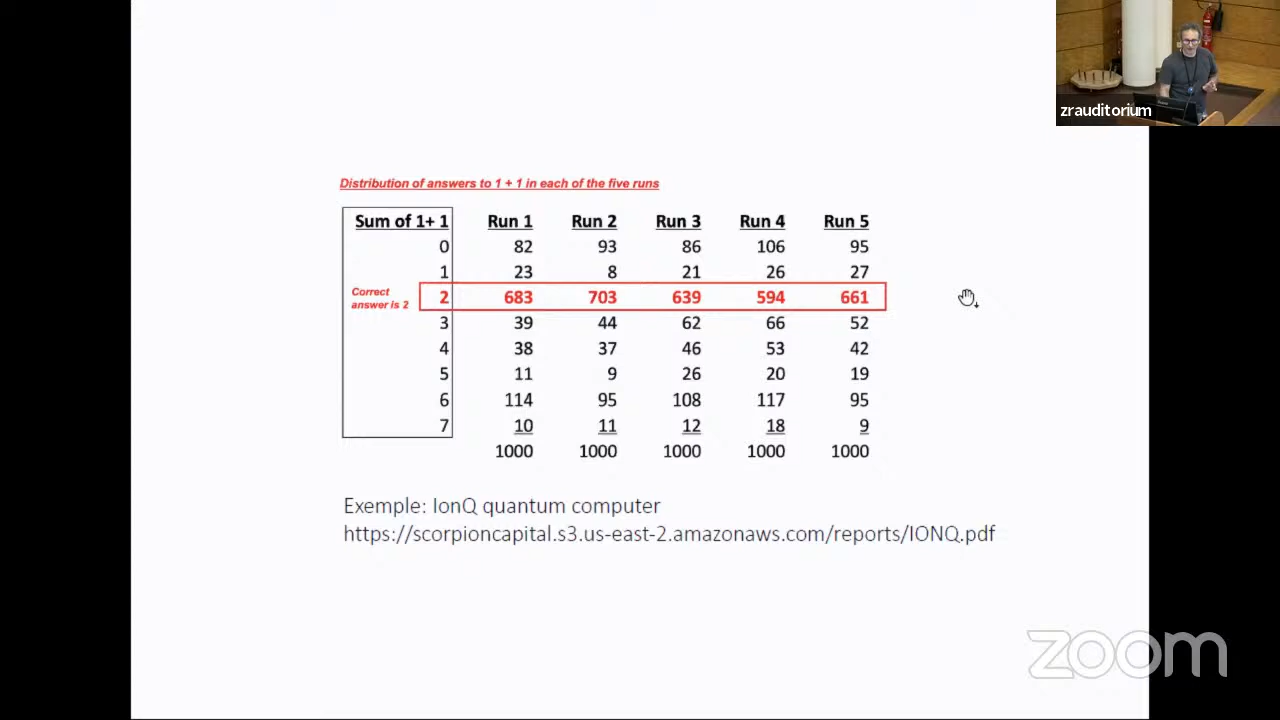 zrauditorium
Distribution of answers to 1 + 1 in each of the five runs
Sum of 1+ 1 Run 1 Run 2 Run 3 Run 4 Run 5
0 82 93 86 106 95
1 23 8 21 26 27
Correct
answer is 2
2 683 703 639 594 661
3 39 44 62 66 52
4 38 37 46 53 42
5 11 9 26 20 19
6 114 95 108 117 95
7 10 11 12 18 9
1000 1000 1000 1000 1000
Exemple: IonQ quantum computer
https://scorpioncapital.s3.us-east-2.amazonaws.com/reports/IONQ.pdf
zoom